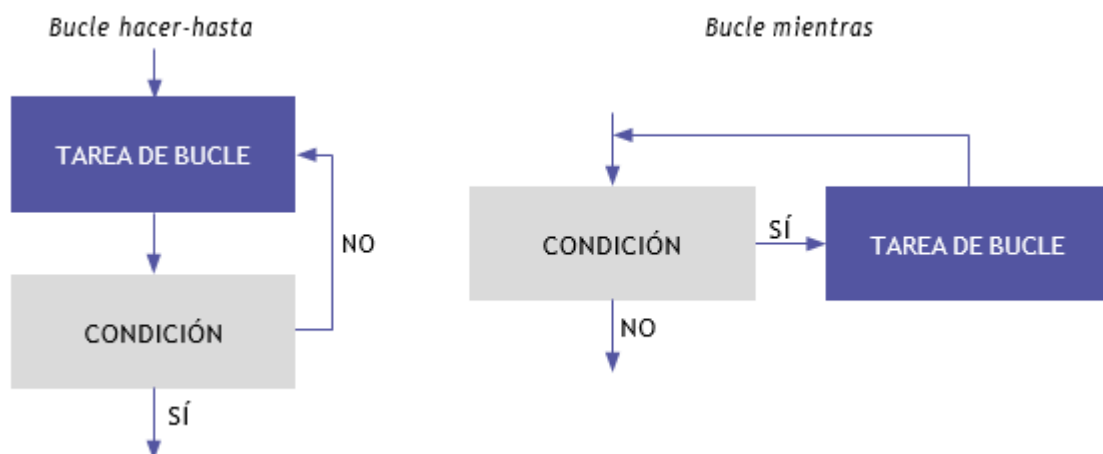 Bucle hacer-hasta
TAREA DE BUCLE
NO
CONDICIÓN
SÍ
Bucle mientras
CONDICIÓN
SÍ
TAREA DE BUCLE
NO